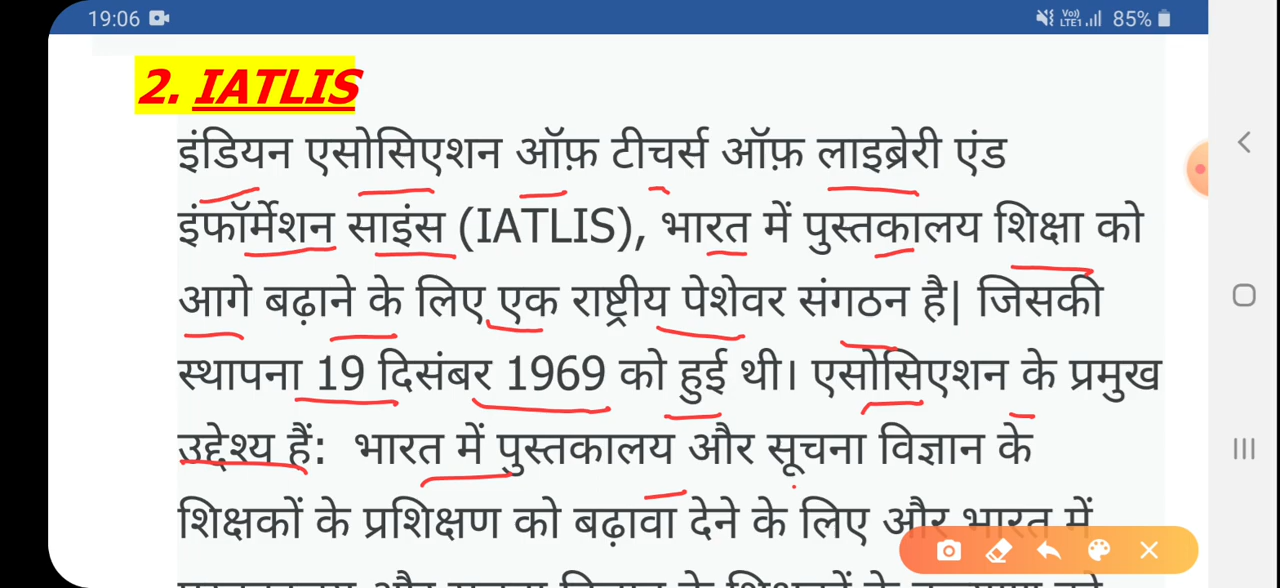 19:06
Vo)) LTE1 85%
2. IATLIS
इंडियन एसोसिएशन ऑफ़ टीचर्स ऑफ़ लाइब्रेरी एंड
इंफॉर्मेशन साइंस (IATLIS), भारत में पुस्तकालय शिक्षा को
आगे बढ़ाने के लिए एक राष्ट्रीय पेशेवर संगठन है| जिसकी
स्थापना 19 दिसंबर 1969 को हुई थी। एसोसिएशन के प्रमुख
उद्देश्य हैं: भारत में पुस्तकालय और सूचना विज्ञान के
शिक्षकों के प्रशिक्षण को बढ़ावा देने के लिए और भारत में